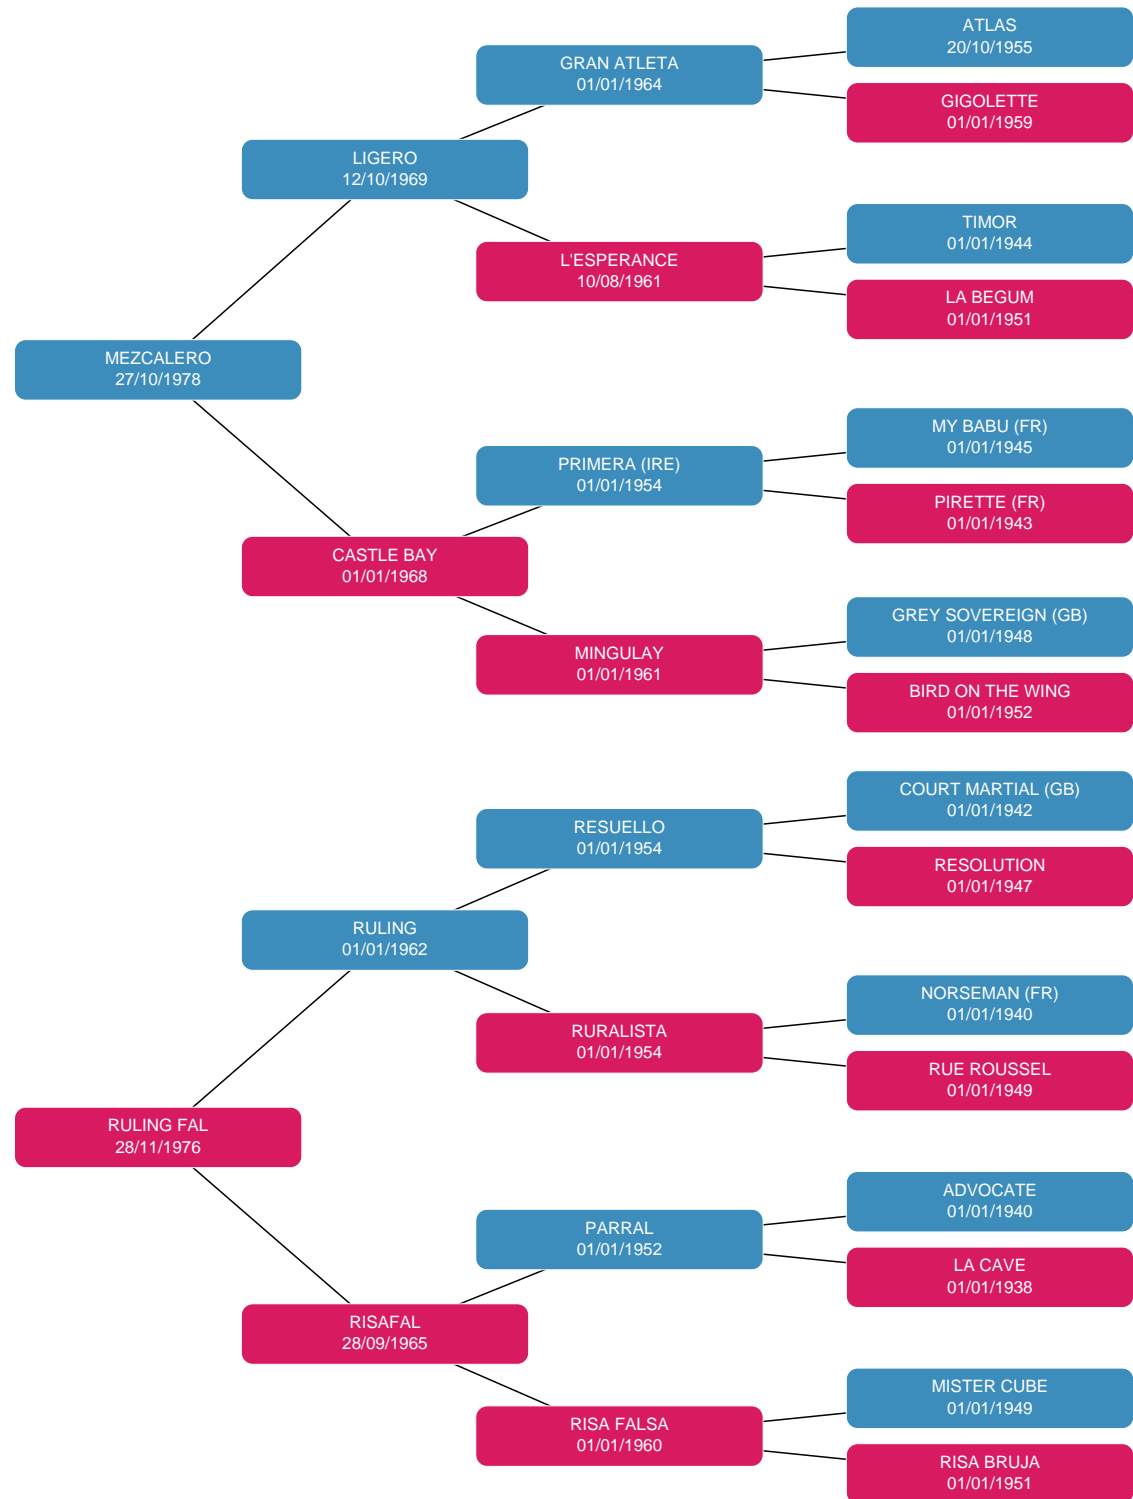 ATLAS
20/10/1955
GRAN ATLETA
01/01/1964
GIGOLETTE
01/01/1959
LIGERO
12/10/1969
TIMOR
01/01/1944
L'ESPERANCE
10/08/1961
LA BEGUM
01/01/1951
MEZCALERO
27/10/1978
MY BABU (FR)
01/01/1945
PRIMERA (IRE)
01/01/1954
PIRETTE (FR)
01/01/1943
CASTLE BAY
01/01/1968
GREY SOVEREIGN (GB)
01/01/1948
MINGULAY
01/01/1961
BIRD ON THE WING
01/01/1952
COURT MARTIAL (GB)
01/01/1942
RESUELLO
01/01/1954
RESOLUTION
01/01/1947
RULING
01/01/1962
NORSEMAN (FR)
01/01/1940
RURALISTA
01/01/1954
RUE ROUSSEL
01/01/1949
RULING FAL
28/11/1976
ADVOCATE
01/01/1940
PARRAL
01/01/1952
LA CAVE
01/01/1938
RISAFAL
28/09/1965
MISTER CUBE
01/01/1949
RISA FALSA
01/01/1960
RISA BRUJA
01/01/1951